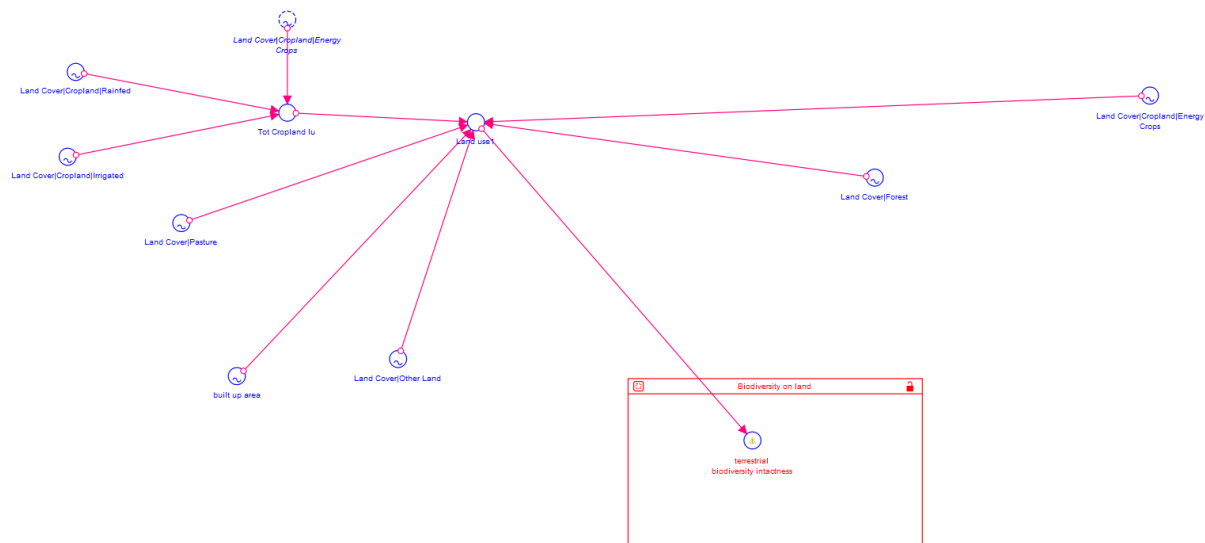 Land Cover|Cropland|Energy
Crops
Land Cover|Cropland|Rainfed
Tot Cropland lu
Land use1
Land Cover|Cropland|Energy
Crops
Land Cover|Cropland|Irrigated
Land Cover|Forest
Land Cover|Pasture
Land Cover|Other Land
built up area
Biodiversity on land
terrestrial
biodiversity intactness